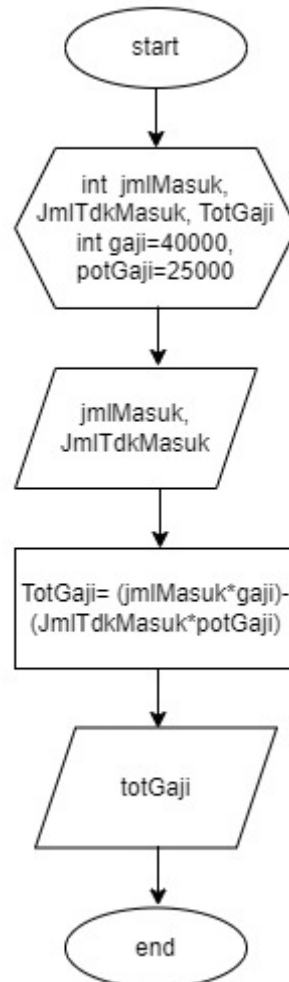 start
int jmlMasuk,
JmlTdkMasuk, TotGaji
int gaji=40000,
potGaji=25000
jmlMasuk,
JmlTdkMasuk
TotGaji= (jmlMasuk*gaji)-
(JmlTdkMasuk*potGaji)
totGaji
end